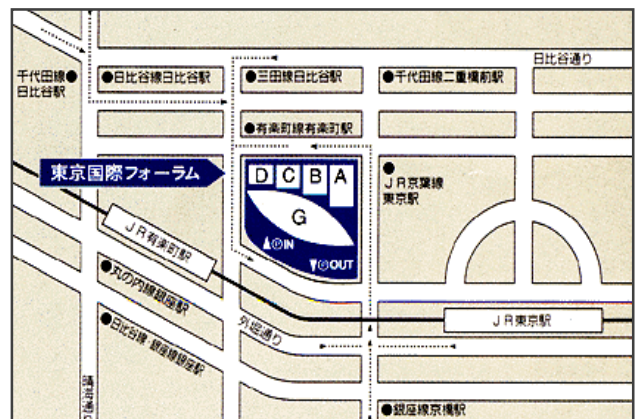 日比谷通り
千代田線●
日比谷駅
●日比谷線日比谷駅
●三田線日比谷駅
●千代田線二重橋前駅
●有楽町線有楽町駅
東京国際フォーラム
D C B A
G
▲ⓅIN
▼ⓅOUT
●
JR京葉線
東京駅
JR有楽町駅
●丸の内線銀座駅
●日比谷線・銀座線銀座駅
外堀通り
JR東京駅
晴海通り
●銀座線京橋駅